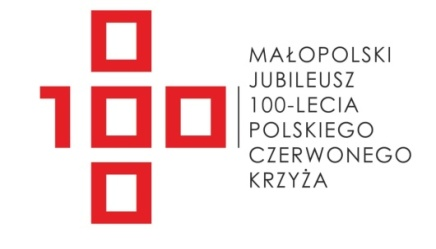 100
MAŁOPOLSKI
JUBILEUSZ
100-LECIA
POLSKIEGO
CZERWONEGO
KRZYŻA